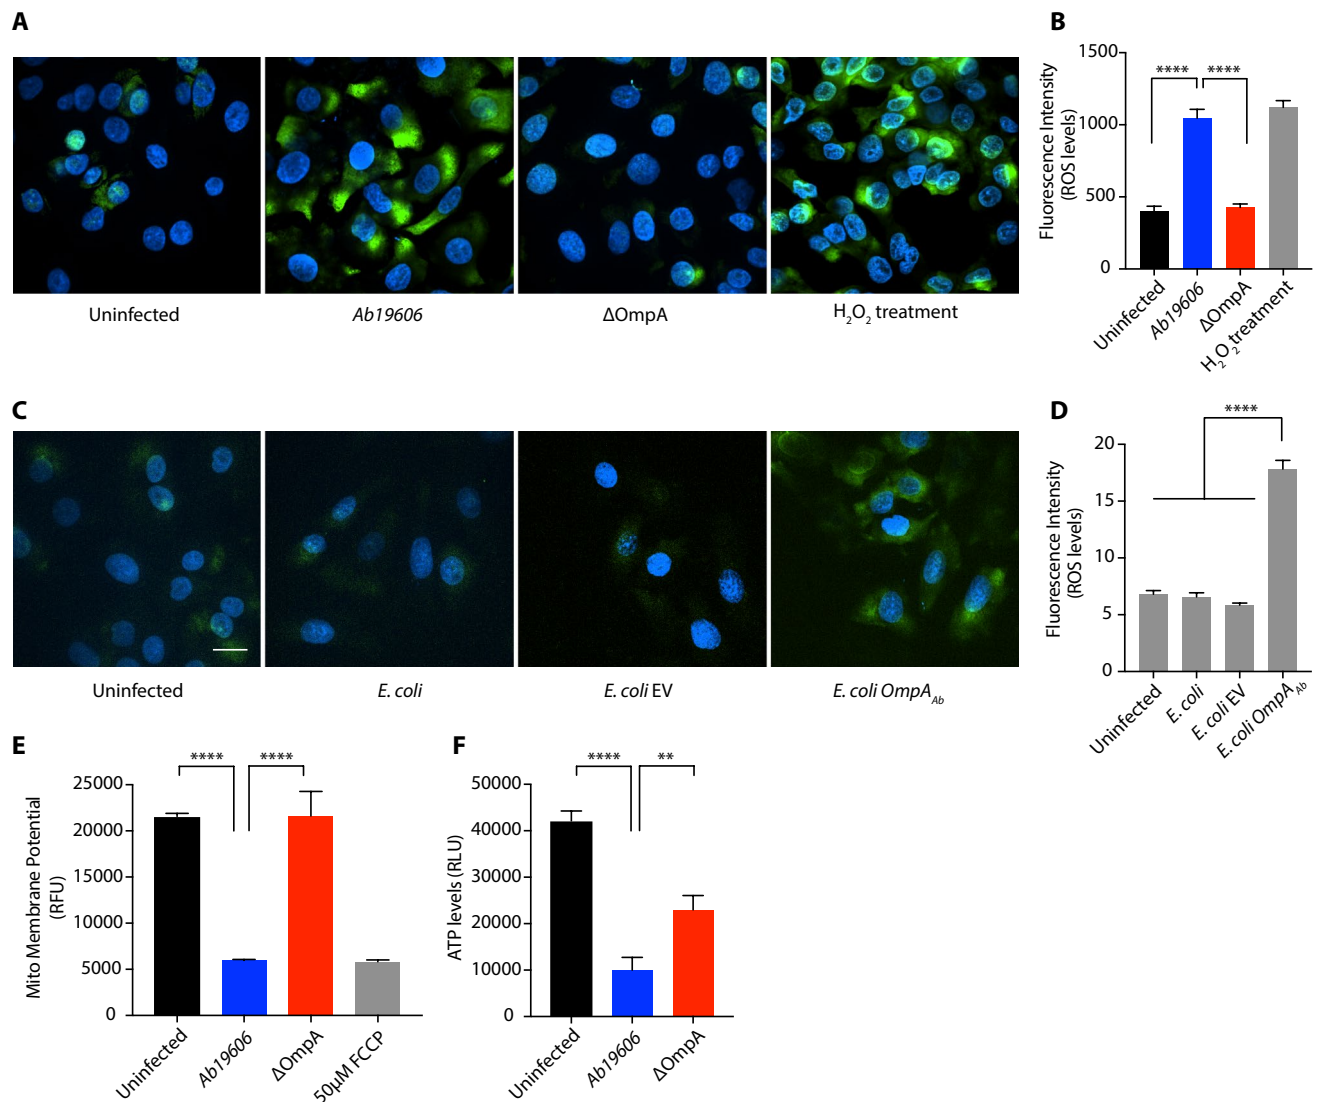 A
Uninfected
Ab19606
ΔOmpA
H2O2 treatment
B
Fluorescence Intensity
(ROS levels)
1500
1000
500
0
****
****
Uninfected
Ab19606
ΔOmpA
H2O2 treatment
C
Uninfected
E. coli
E. coli EV
E. coli OmpAAb
D
Fluorescence Intensity
(ROS levels)
20
15
10
5
0
****
Uninfected
E. coli
E. coli EV
E. coli OmpAAb
E
Mito Membrane Potential
(RFU)
25000
20000
15000
10000
5000
0
****
****
Uninfected
Ab19606
ΔOmpA
50μM FCCP
F
ATP levels (RLU)
50000
40000
30000
20000
10000
0
****
**
Uninfected
Ab19606
ΔOmpA